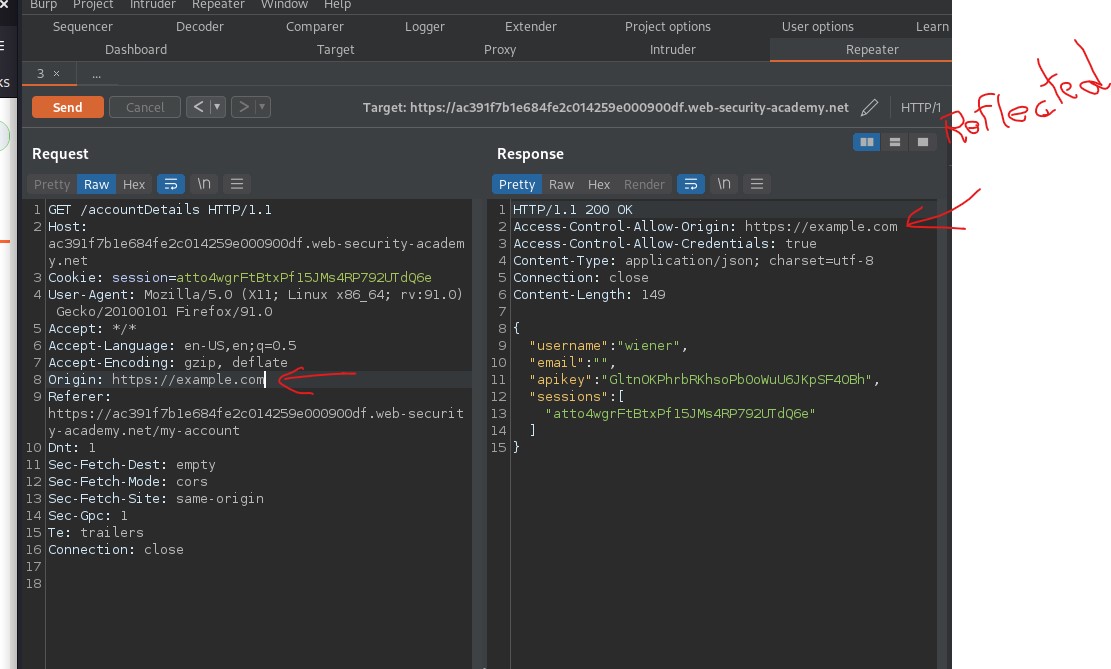 Burp Project Intruder Repeater Window Help
Sequencer Decoder Comparer Logger Extender Project options User options Learn
Dashboard Target Proxy Intruder Repeater
3 × ...
Send Cancel < ▾ > ▾ Target: https://ac391f7b1e684fe2c014259e000900df.web-security-academy.net HTTP/1
Reflected
Request
Pretty Raw Hex \n
1 GET /accountDetails HTTP/1.1
2 Host:
ac391f7b1e684fe2c014259e000900df.web-security-academ
y.net
3 Cookie: session=atto4wgrFtBtxPf15JMs4RP792UTdQ6e
4 User-Agent: Mozilla/5.0 (X11; Linux x86_64; rv:91.0)
Gecko/20100101 Firefox/91.0
5 Accept: */*
6 Accept-Language: en-US,en;q=0.5
7 Accept-Encoding: gzip, deflate
8 Origin: https://example.com
9 Referer:
https://ac391f7b1e684fe2c014259e000900df.web-securit
y-academy.net/my-account
10 Dnt: 1
11 Sec-Fetch-Dest: empty
12 Sec-Fetch-Mode: cors
13 Sec-Fetch-Site: same-origin
14 Sec-Gpc: 1
15 Te: trailers
16 Connection: close
17
18
Response
Pretty Raw Hex Render \n
1 HTTP/1.1 200 OK
2 Access-Control-Allow-Origin: https://example.com
3 Access-Control-Allow-Credentials: true
4 Content-Type: application/json; charset=utf-8
5 Connection: close
6 Content-Length: 149
7
8 {
9 "username":"wiener",
10 "email":"",
11 "apikey":"GltnOKPhrbRKhsoPb0oWuU6JKpSF4OBh",
12 "sessions":[
13 "atto4wgrFtBtxPf15JMs4RP792UTdQ6e"
14 ]
15 }